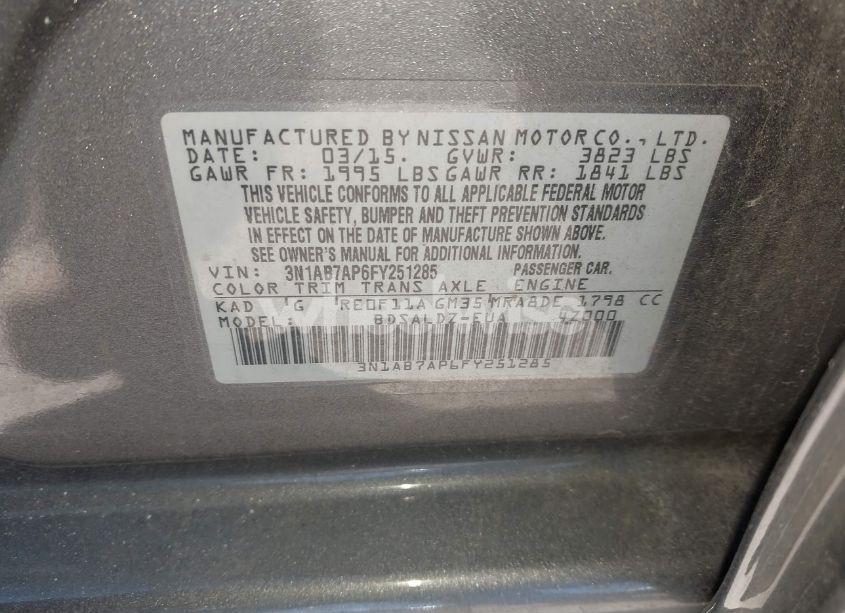 MANUFACTURED BY NISSAN MOTOR CO., LTD.
DATE: 03/15. GVWR: 3823 LBS
GAWR FR: 1995 LBS GAWR RR: 1841 LBS
THIS VEHICLE CONFORMS TO ALL APPLICABLE FEDERAL MOTOR
VEHICLE SAFETY, BUMPER AND THEFT PREVENTION STANDARDS
IN EFFECT ON THE DATE OF MANUFACTURE SHOWN ABOVE.
SEE OWNER'S MANUAL FOR ADDITIONAL INFORMATION.
VIN: 3N1AB7AP6FY251285 PASSENGER CAR.
COLOR TRIM TRANS AXLE ENGINE
KAD G RE0F11A GM35 MRA8DE 1798 CC
MODEL: BDSALDZ-EUA 4Z000
3N1AB7AP6FY251285